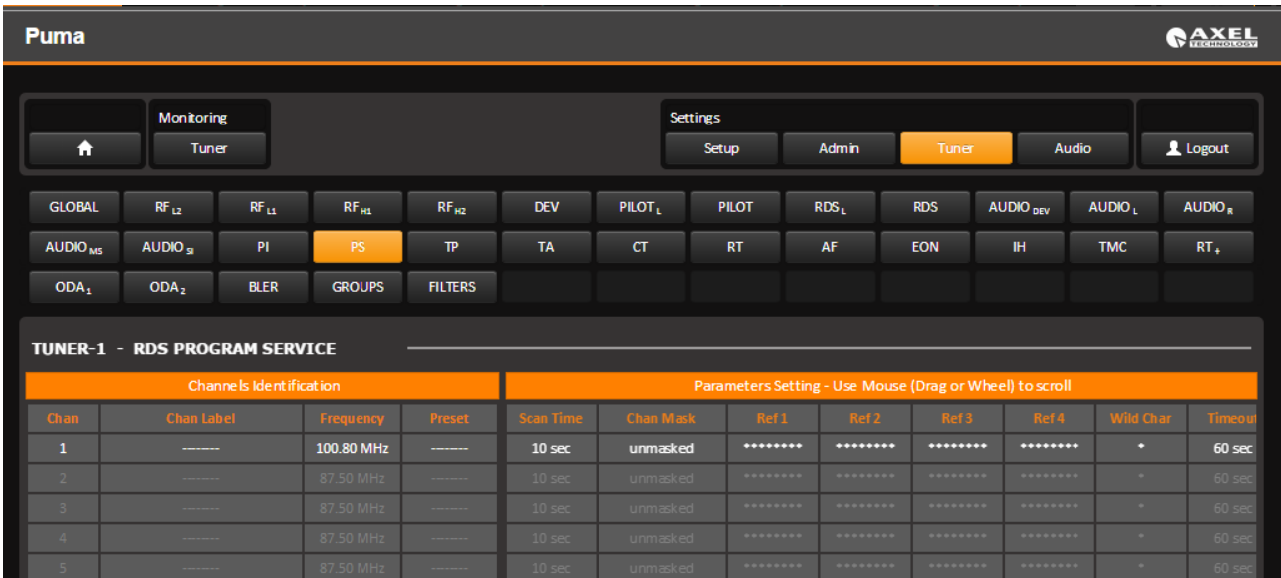 Puma
AXEL
TECHNOLOGY
Monitoring
Settings
Tuner
Setup
Admin
Tuner
Audio
Logout
GLOBAL RF L2 RF L1 RF H1 RF H2 DEV PILOT L PILOT RDS L RDS AUDIO DEV AUDIO L AUDIO R
AUDIO MS AUDIO SI PI PS TP TA CT RT AF EON IH TMC RT +
ODA 1 ODA 2 BLER GROUPS FILTERS
TUNER-1 - RDS PROGRAM SERVICE
Channels Identification Parameters Setting - Use Mouse (Drag or Wheel) to scroll
Chan Chan Label Frequency Preset Scan Time Chan Mask Ref 1 Ref 2 Ref 3 Ref 4 Wild Char Timeout
1 -------- 100.80 MHz -------- 10 sec unmasked ******** ******** ******** ******** * 60 sec
2 -------- 87.50 MHz -------- 10 sec unmasked ******** ******** ******** ******** * 60 sec
3 -------- 87.50 MHz -------- 10 sec unmasked ******** ******** ******** ******** * 60 sec
4 -------- 87.50 MHz -------- 10 sec unmasked ******** ******** ******** ******** * 60 sec
5 -------- 87.50 MHz -------- 10 sec unmasked ******** ******** ******** ******** * 60 sec